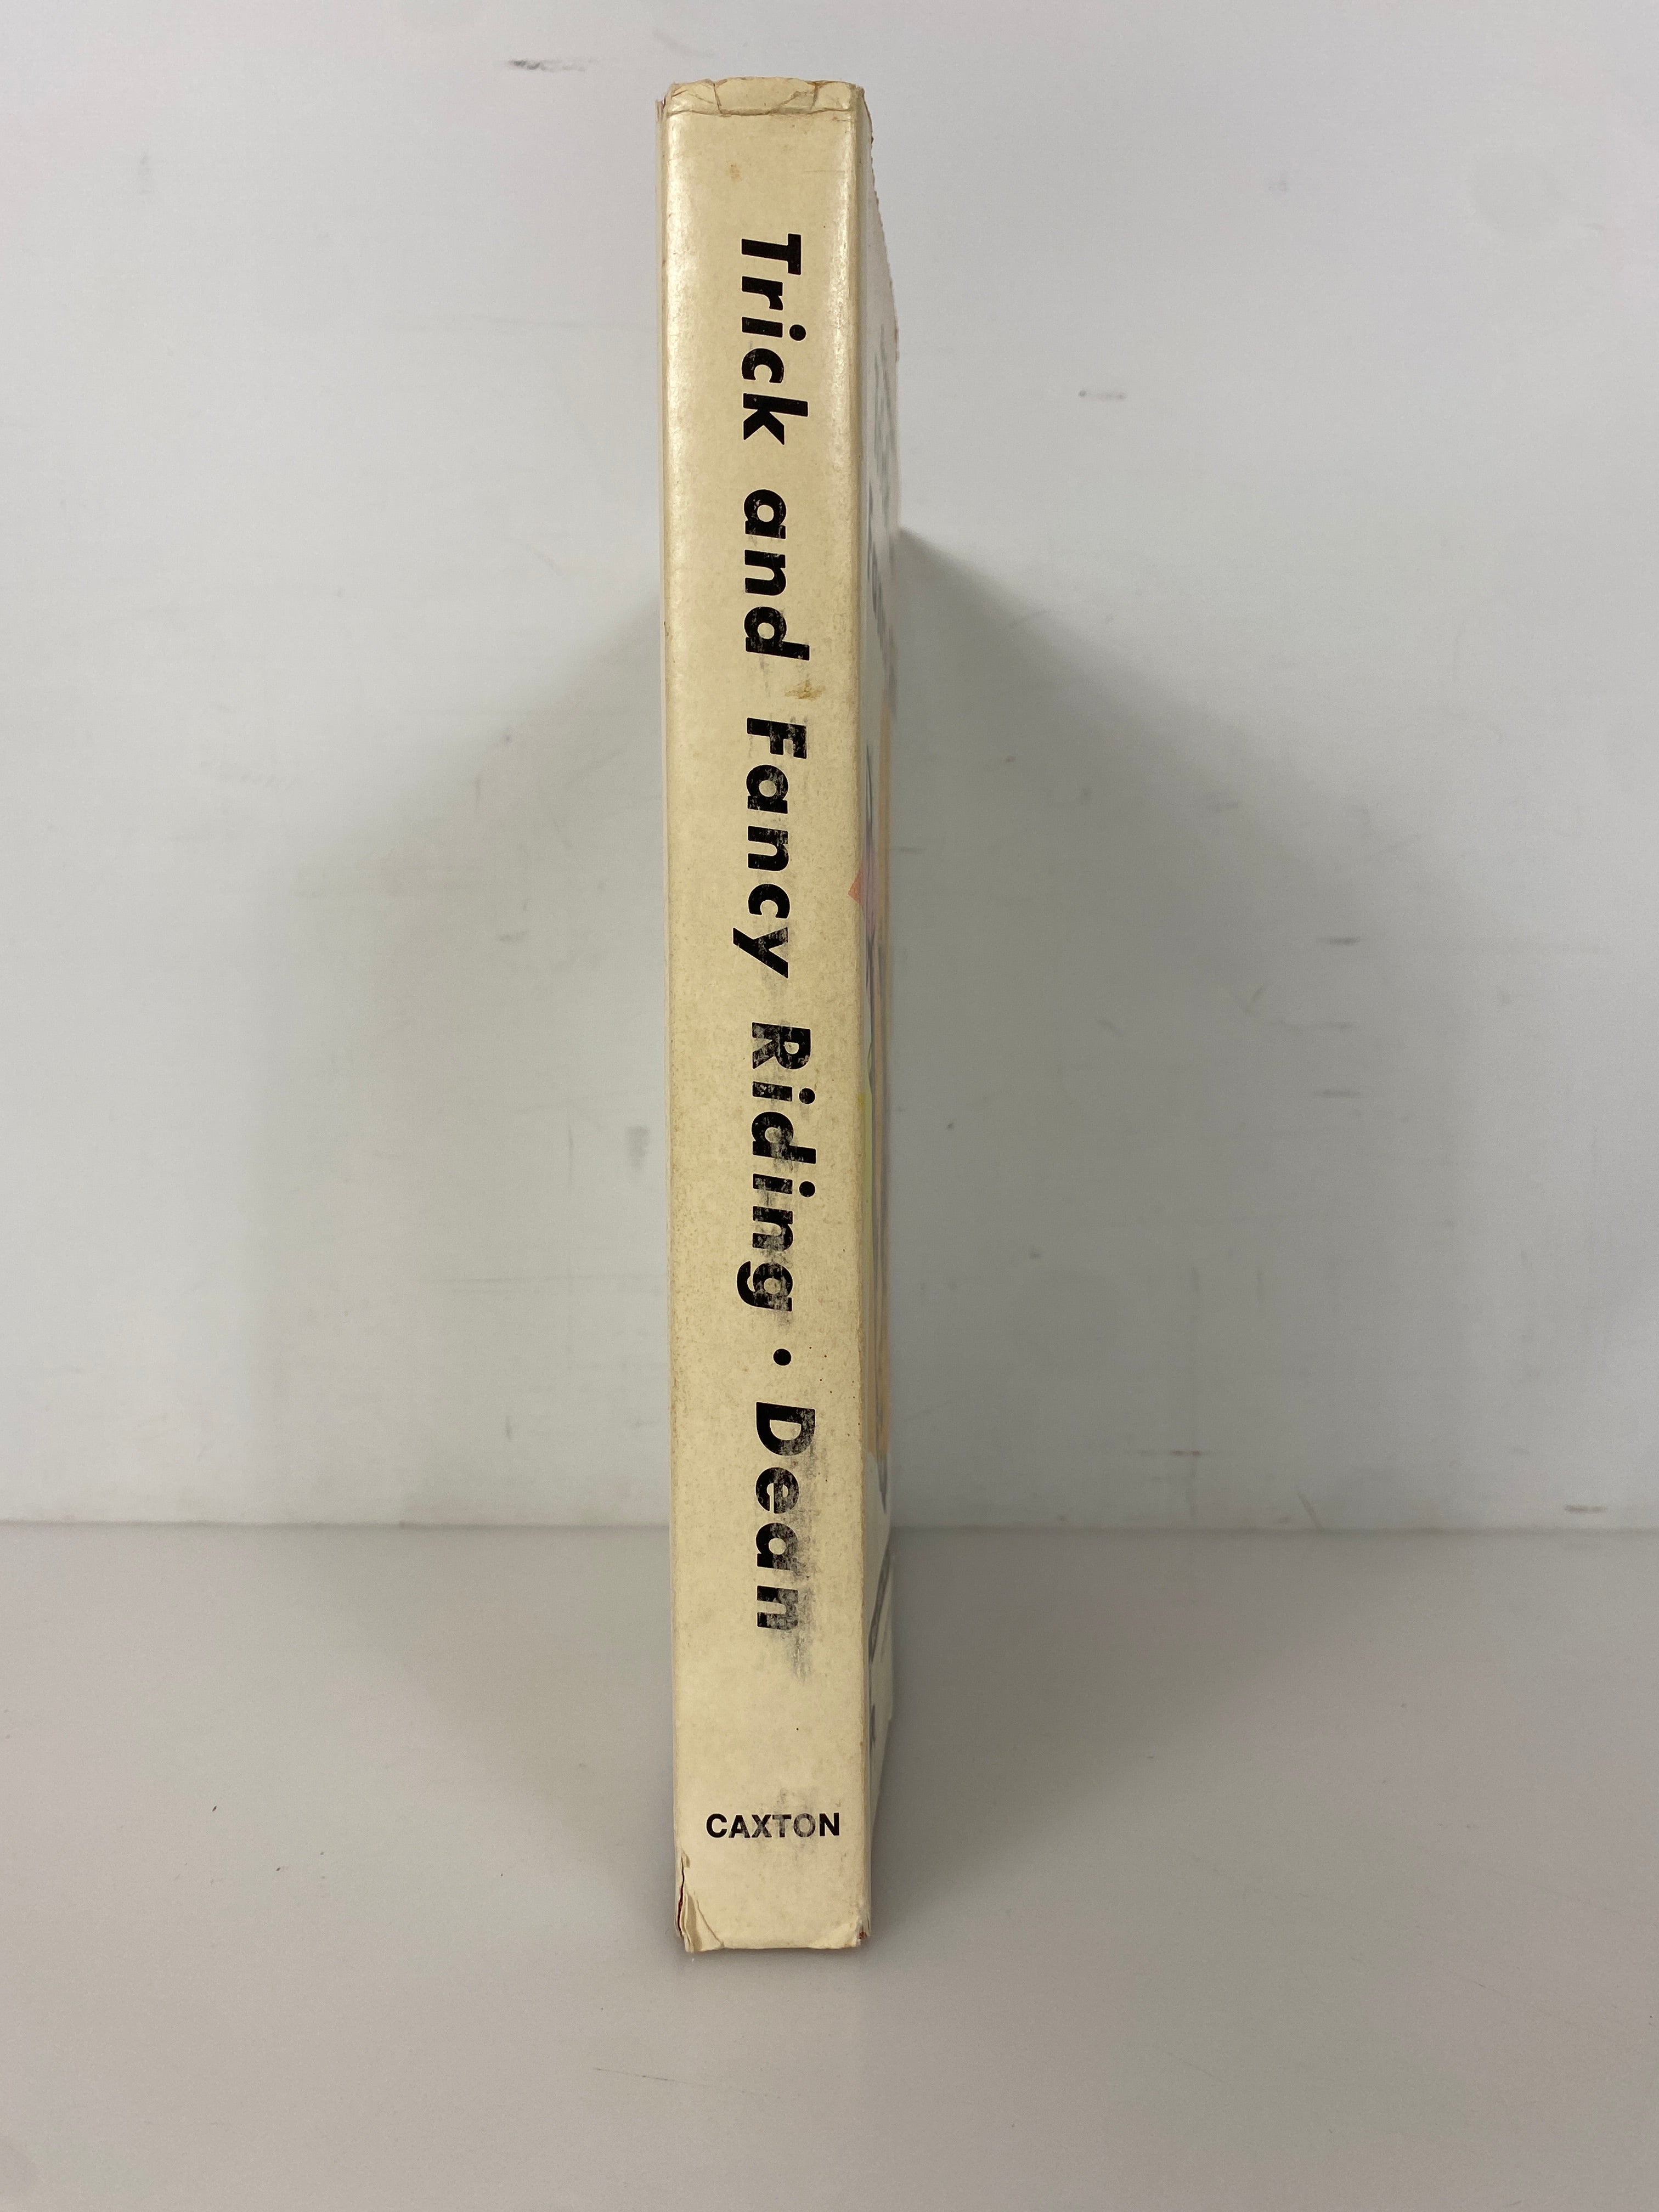 Trick and Fancy Riding · Dean
CAXTON